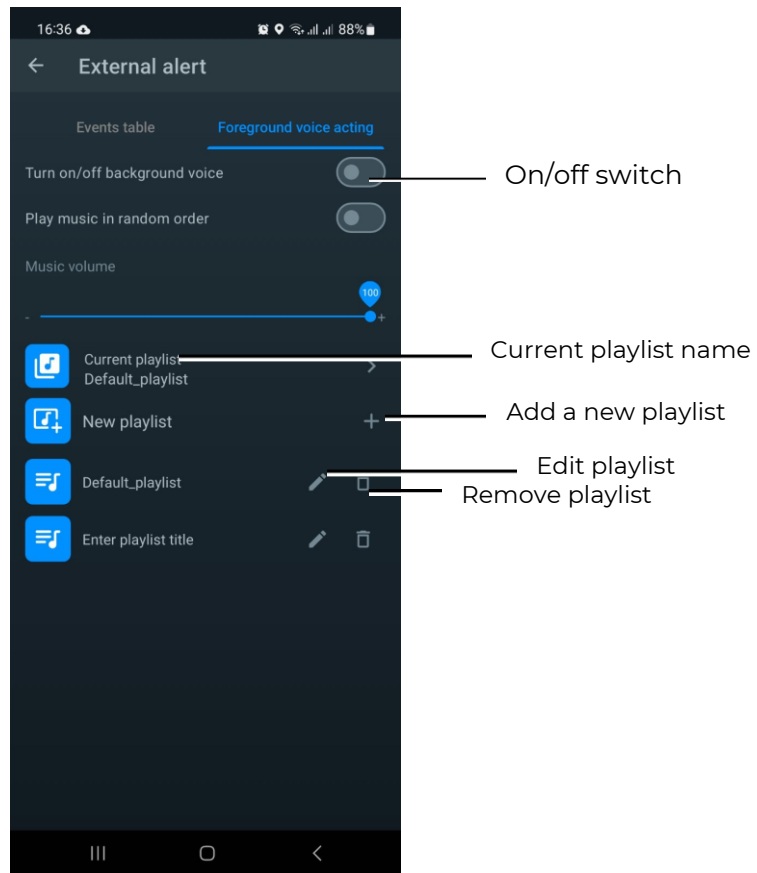 16:36 88%
External alert
Events table Foreground voice acting
Turn on/off background voice On/off switch
Play music in random order
Music volume
100
- +
Current playlist Current playlist name
Default_playlist
New playlist Add a new playlist
Default_playlist Edit playlist
Remove playlist
Enter playlist title